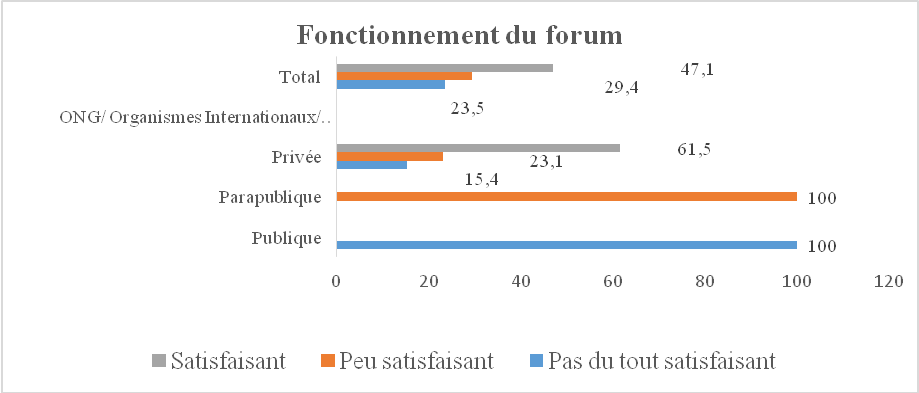 Fonctionnement du forum
Total
47,1
29,4
23,5
ONG/ Organismes Internationaux/..
Privée
61,5
23,1
15,4
Parapublique
100
Publique
100
0 20 40 60 80 100 120
Satisfaisant Peu satisfaisant Pas du tout satisfaisant